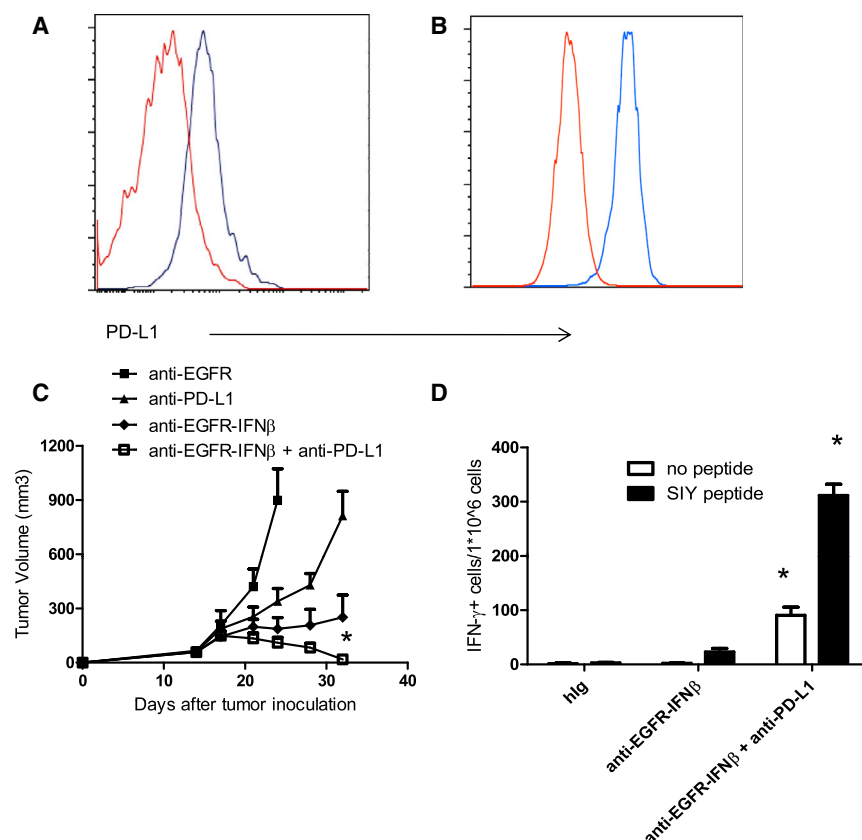 A
B
PD-L1
C
anti-EGFR
anti-PD-L1
anti-EGFR-IFNβ
anti-EGFR-IFNβ + anti-PD-L1
1200
900
600
300
0
Tumor Volume (mm3)
*
0
10
20
30
40
Days after tumor inoculation
D
400
300
200
100
0
IFN-γ+ cells/1*10^6 cells
no peptide
SIY peptide
*
*
hIg
anti-EGFR-IFNβ
anti-EGFR-IFNβ + anti-PD-L1